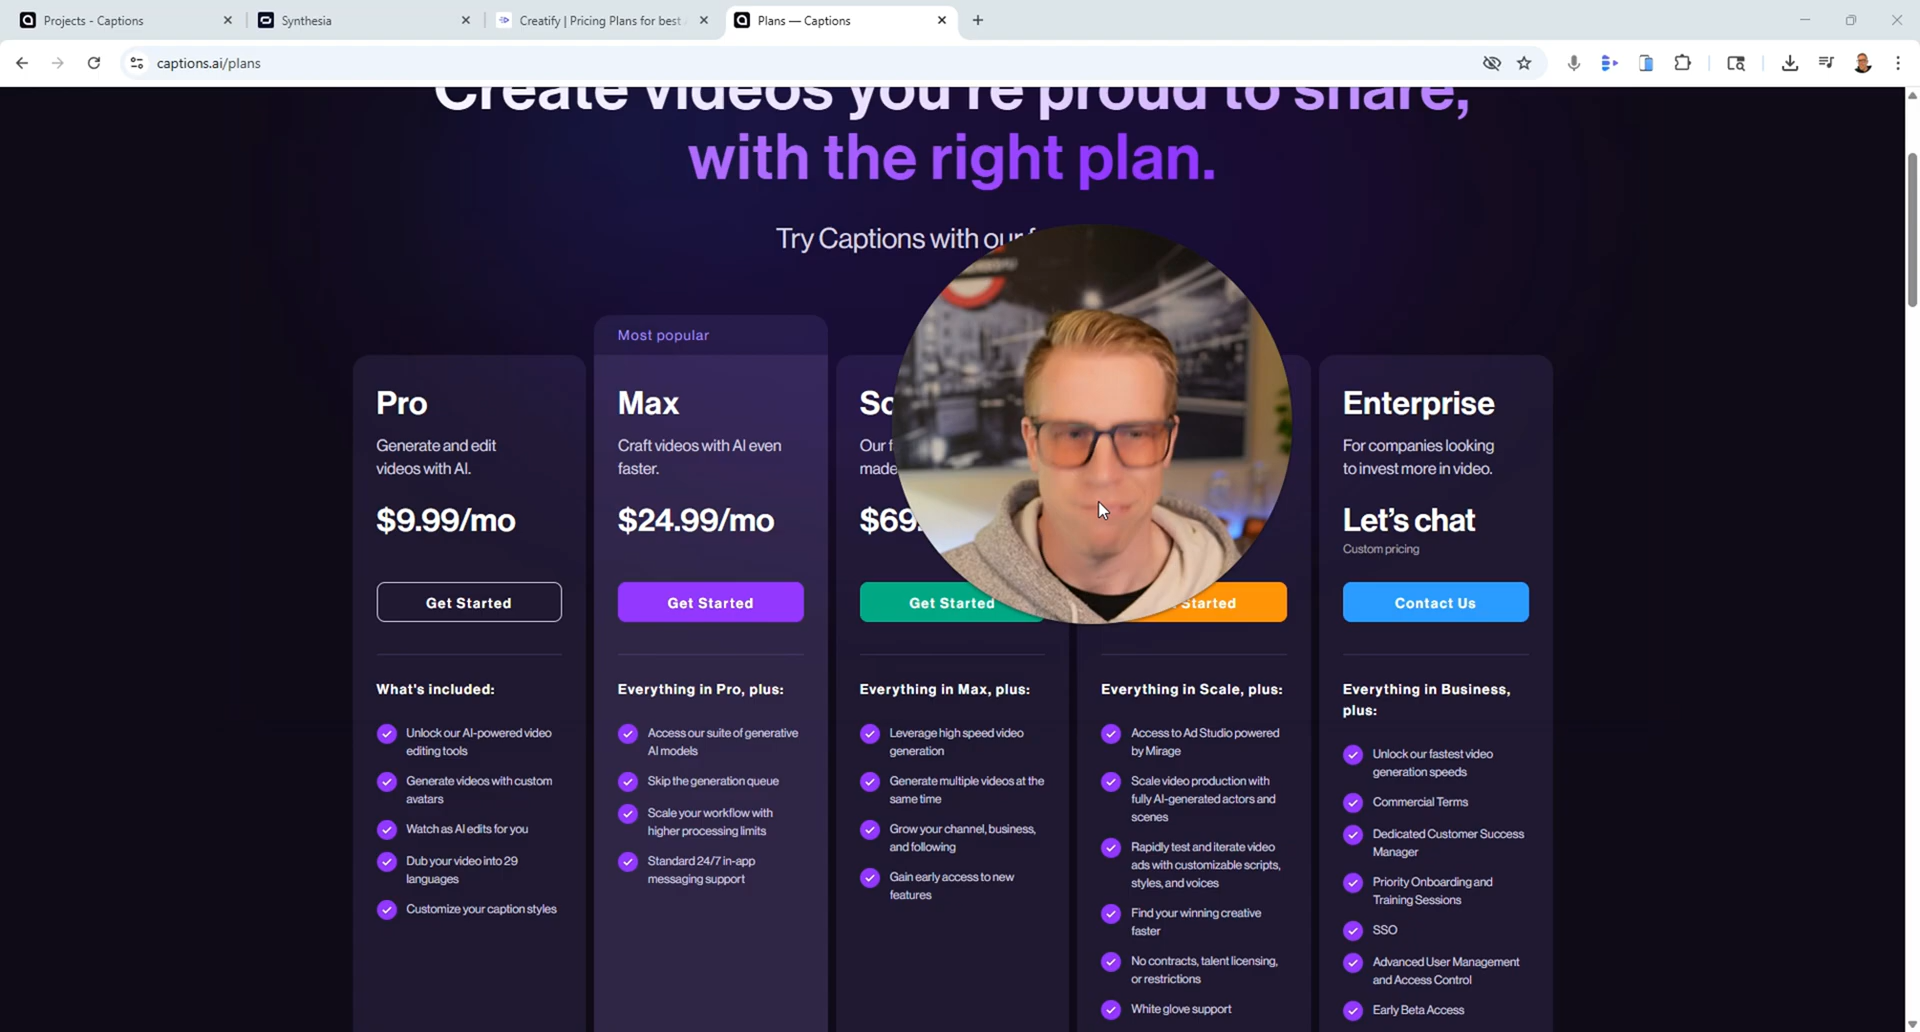 Projects - Captions
Synthesia
Creatify | Pricing Plans for best
Plans — Captions
captions.ai/plans
Create videos you're proud to share,
with the right plan.
Try Captions with our
Most popular
Pro
Generate and edit
videos with AI.
$9.99/mo
Get Started
What's included:
Unlock our AI-powered video
editing tools
Generate videos with custom
avatars
Watch as AI edits for you
Dub your video into 29
languages
Customize your caption styles
Max
Craft videos with AI even
faster.
$24.99/mo
Get Started
Everything in Pro, plus:
Access our suite of generative
AI models
Skip the generation queue
Scale your workflow with
higher processing limits
Standard 24/7 in-app
messaging support
Sc
Our f
made
$69.
Get Started
Everything in Max, plus:
Leverage high speed video
generation
Generate multiple videos at the
same time
Grow your channel, business,
and following
Gain early access to new
features
Started
Everything in Scale, plus:
Access to Ad Studio powered
by Mirage
Scale video production with
fully AI-generated actors and
scenes
Rapidly test and iterate video
ads with customizable scripts,
styles, and voices
Find your winning creative
faster
No contracts, talent licensing,
or restrictions
White glove support
Enterprise
For companies looking
to invest more in video.
Let's chat
Custom pricing
Contact Us
Everything in Business,
plus:
Unlock our fastest video
generation speeds
Commercial Terms
Dedicated Customer Success
Manager
Priority Onboarding and
Training Sessions
SSO
Advanced User Management
and Access Control
Early Beta Access